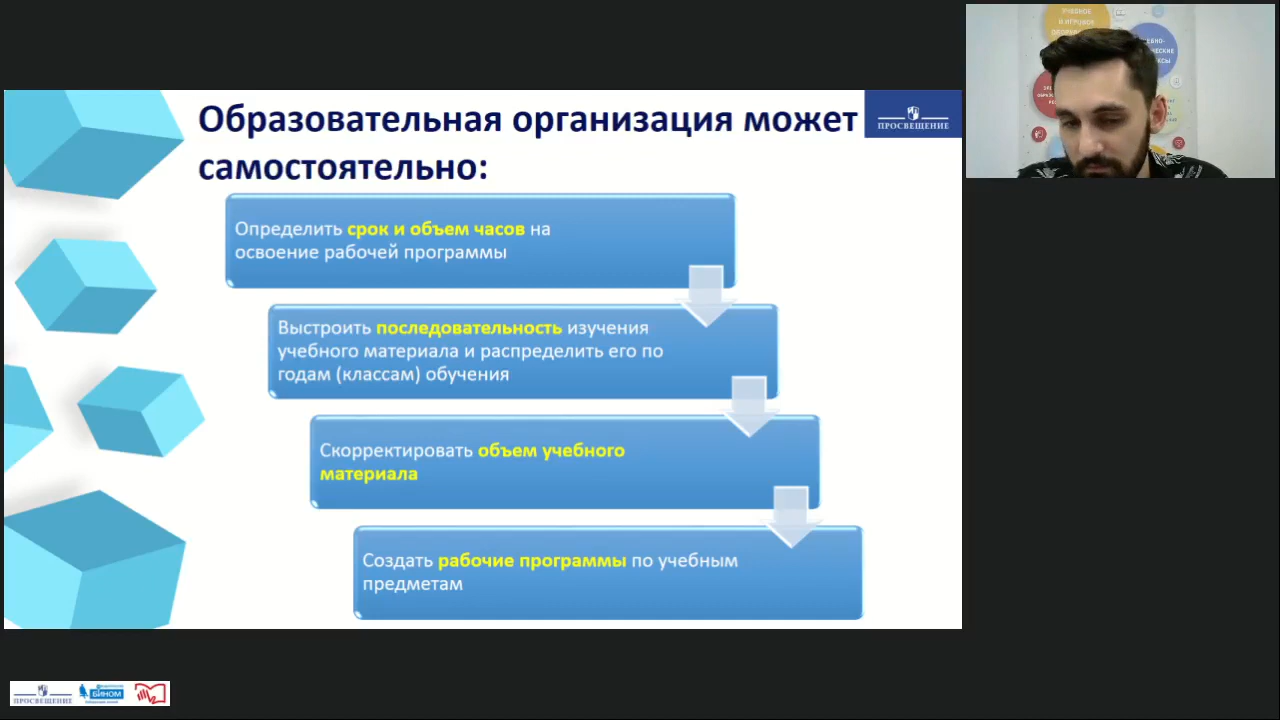 Образовательная организация может
самостоятельно:
ПРОСВЕЩЕНИЕ
Определить срок и объем часов на
освоение рабочей программы
Выстроить последовательность изучения
учебного материала и распределить его по
годам (классам) обучения
Скорректировать объем учебного
материала
Создать рабочие программы по учебным
предметам
ПРОСВЕЩЕНИЕ
БИНОМ